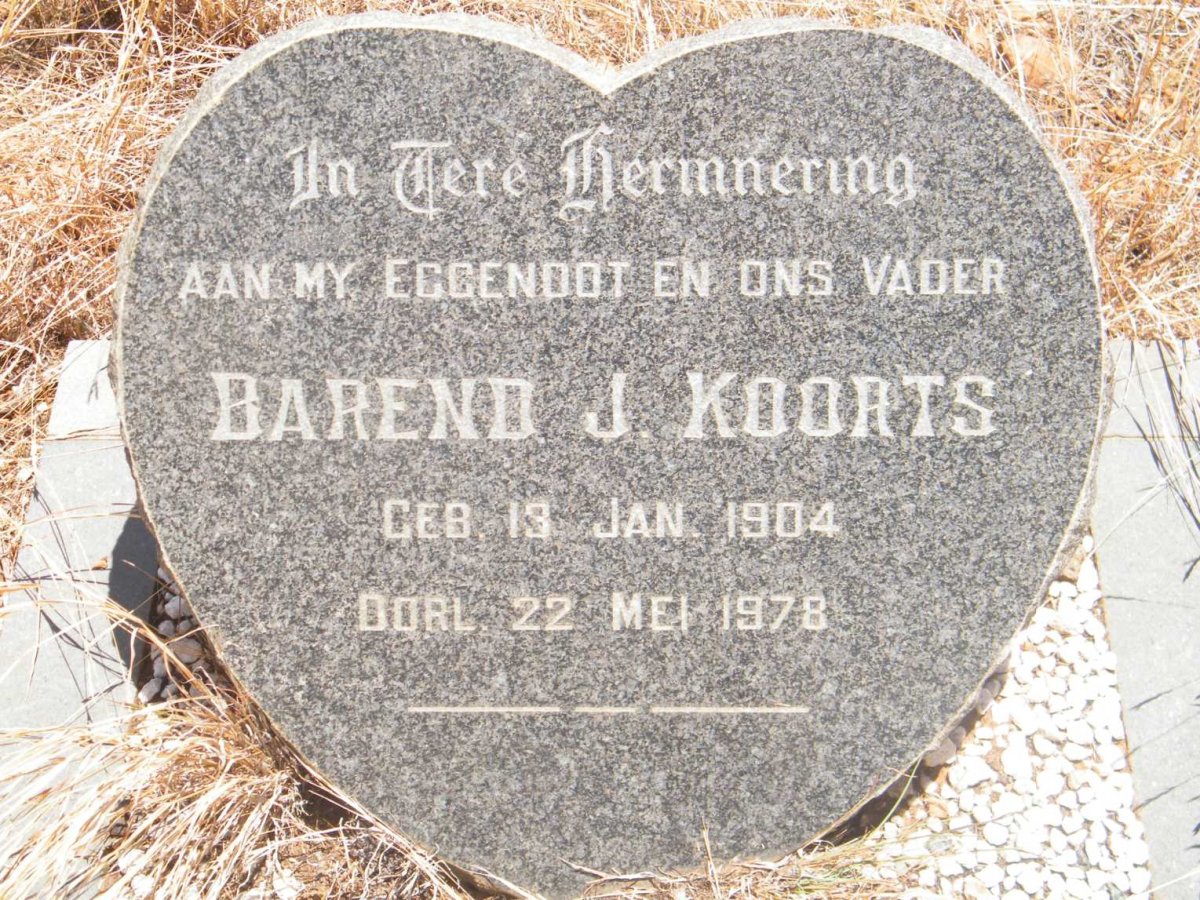 In Tere Herinnering
AAN MY EGGENOOT EN ONS VADER
BAREND J. KOORTS
GEB. 13 JAN. 1904
OORL. 22 MEI 1978